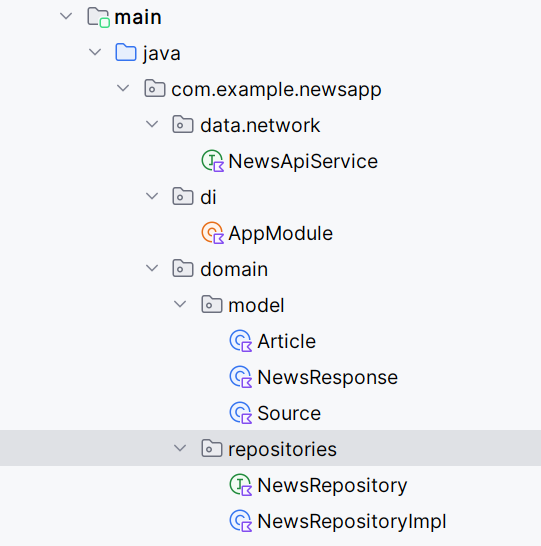 main
java
com.example.newsapp
data.network
NewsApiService
di
AppModule
domain
model
Article
NewsResponse
Source
repositories
NewsRepository
NewsRepositoryImpl